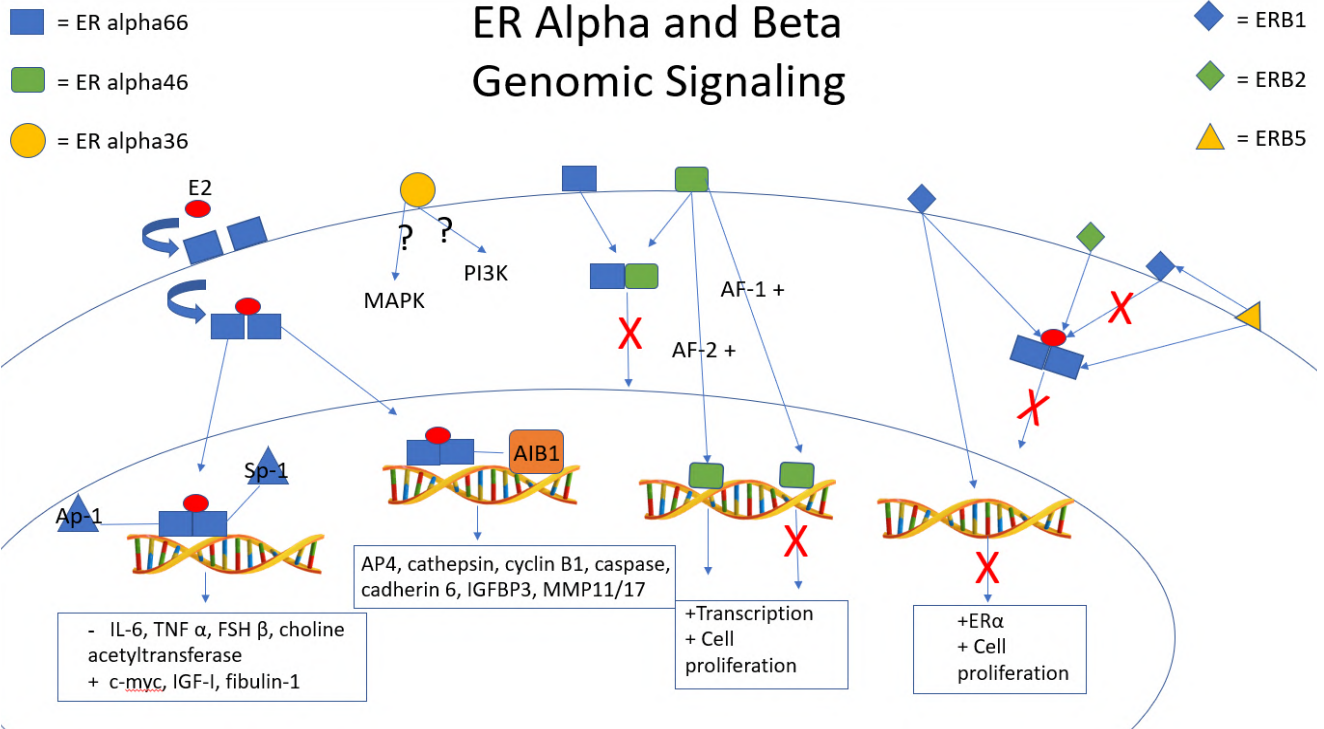 ER Alpha and Beta
Genomic Signaling
= ER alpha66
= ER alpha46
= ER alpha36
= ERB1
= ERB2
= ERB5
E2
?
?
MAPK
PI3K
AF-1 +
AF-2 +
X
X
X
Ap-1
Sp-1
AIB1
X
X
- IL-6, TNF α, FSH β, choline
acetyltransferase
+ c-myc, IGF-I, fibulin-1
AP4, cathepsin, cyclin B1, caspase,
cadherin 6, IGFBP3, MMP11/17
+Transcription
+ Cell
proliferation
+ERα
+ Cell
proliferation